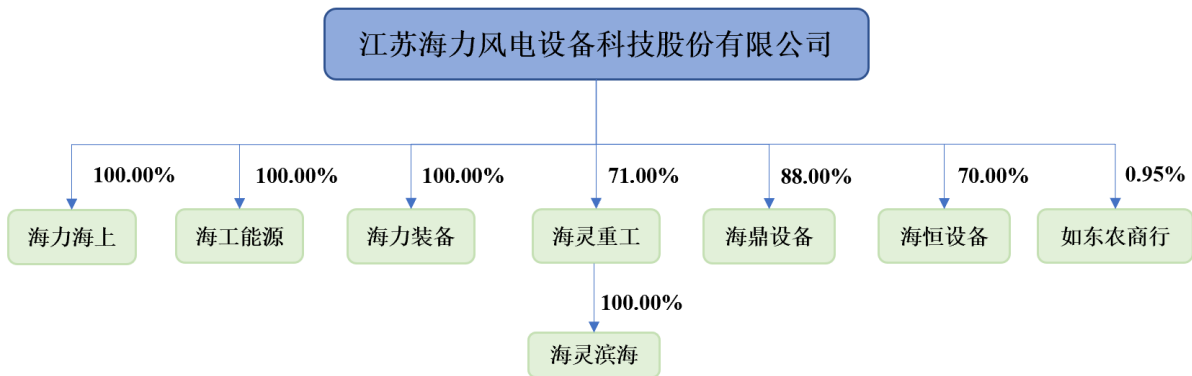 江苏海力风电设备科技股份有限公司
100.00%
100.00%
100.00%
71.00%
88.00%
70.00%
0.95%
海力海上
海工能源
海力装备
海灵重工
海鼎设备
海恒设备
如东农商行
100.00%
海灵滨海